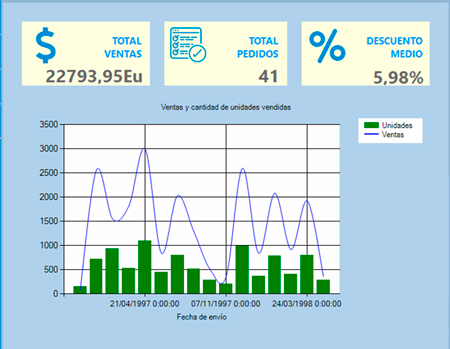 $
TOTAL
VENTAS
22793,95Eu
TOTAL
PEDIDOS
41
%
DESCUENTO
MEDIO
5,98%
Ventas y cantidad de unidades vendidas
3500
3000
2500
2000
1500
1000
500
0
21/04/1997 0:00:00
07/11/1997 0:00:00
24/03/1998 0:00:00
Fecha de envío
Unidades
Ventas